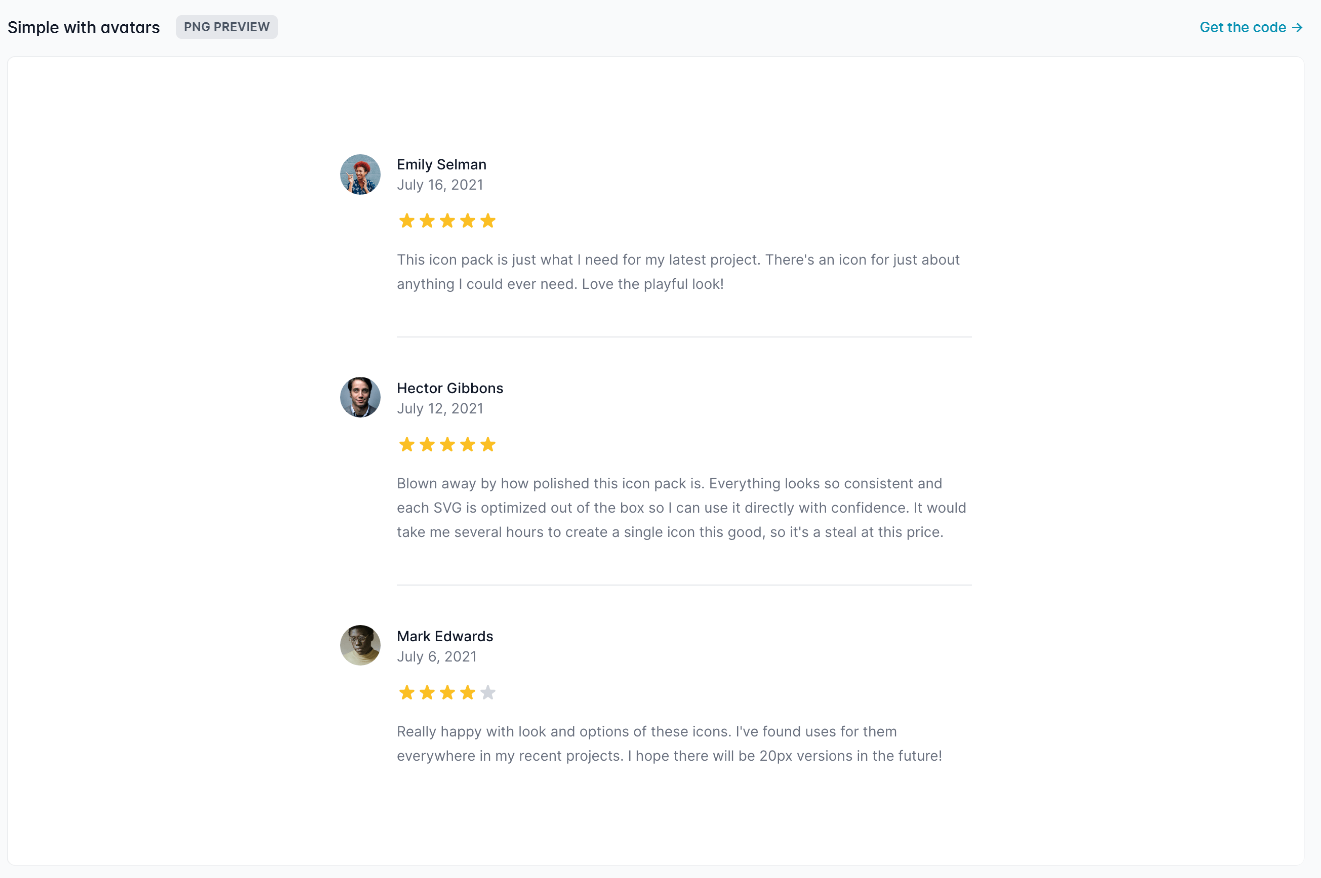 Simple with avatars
PNG PREVIEW
Get the code →
Emily Selman
July 16, 2021
This icon pack is just what I need for my latest project. There's an icon for just about
anything I could ever need. Love the playful look!
Hector Gibbons
July 12, 2021
Blown away by how polished this icon pack is. Everything looks so consistent and
each SVG is optimized out of the box so I can use it directly with confidence. It would
take me several hours to create a single icon this good, so it's a steal at this price.
Mark Edwards
July 6, 2021
Really happy with look and options of these icons. I've found uses for them
everywhere in my recent projects. I hope there will be 20px versions in the future!